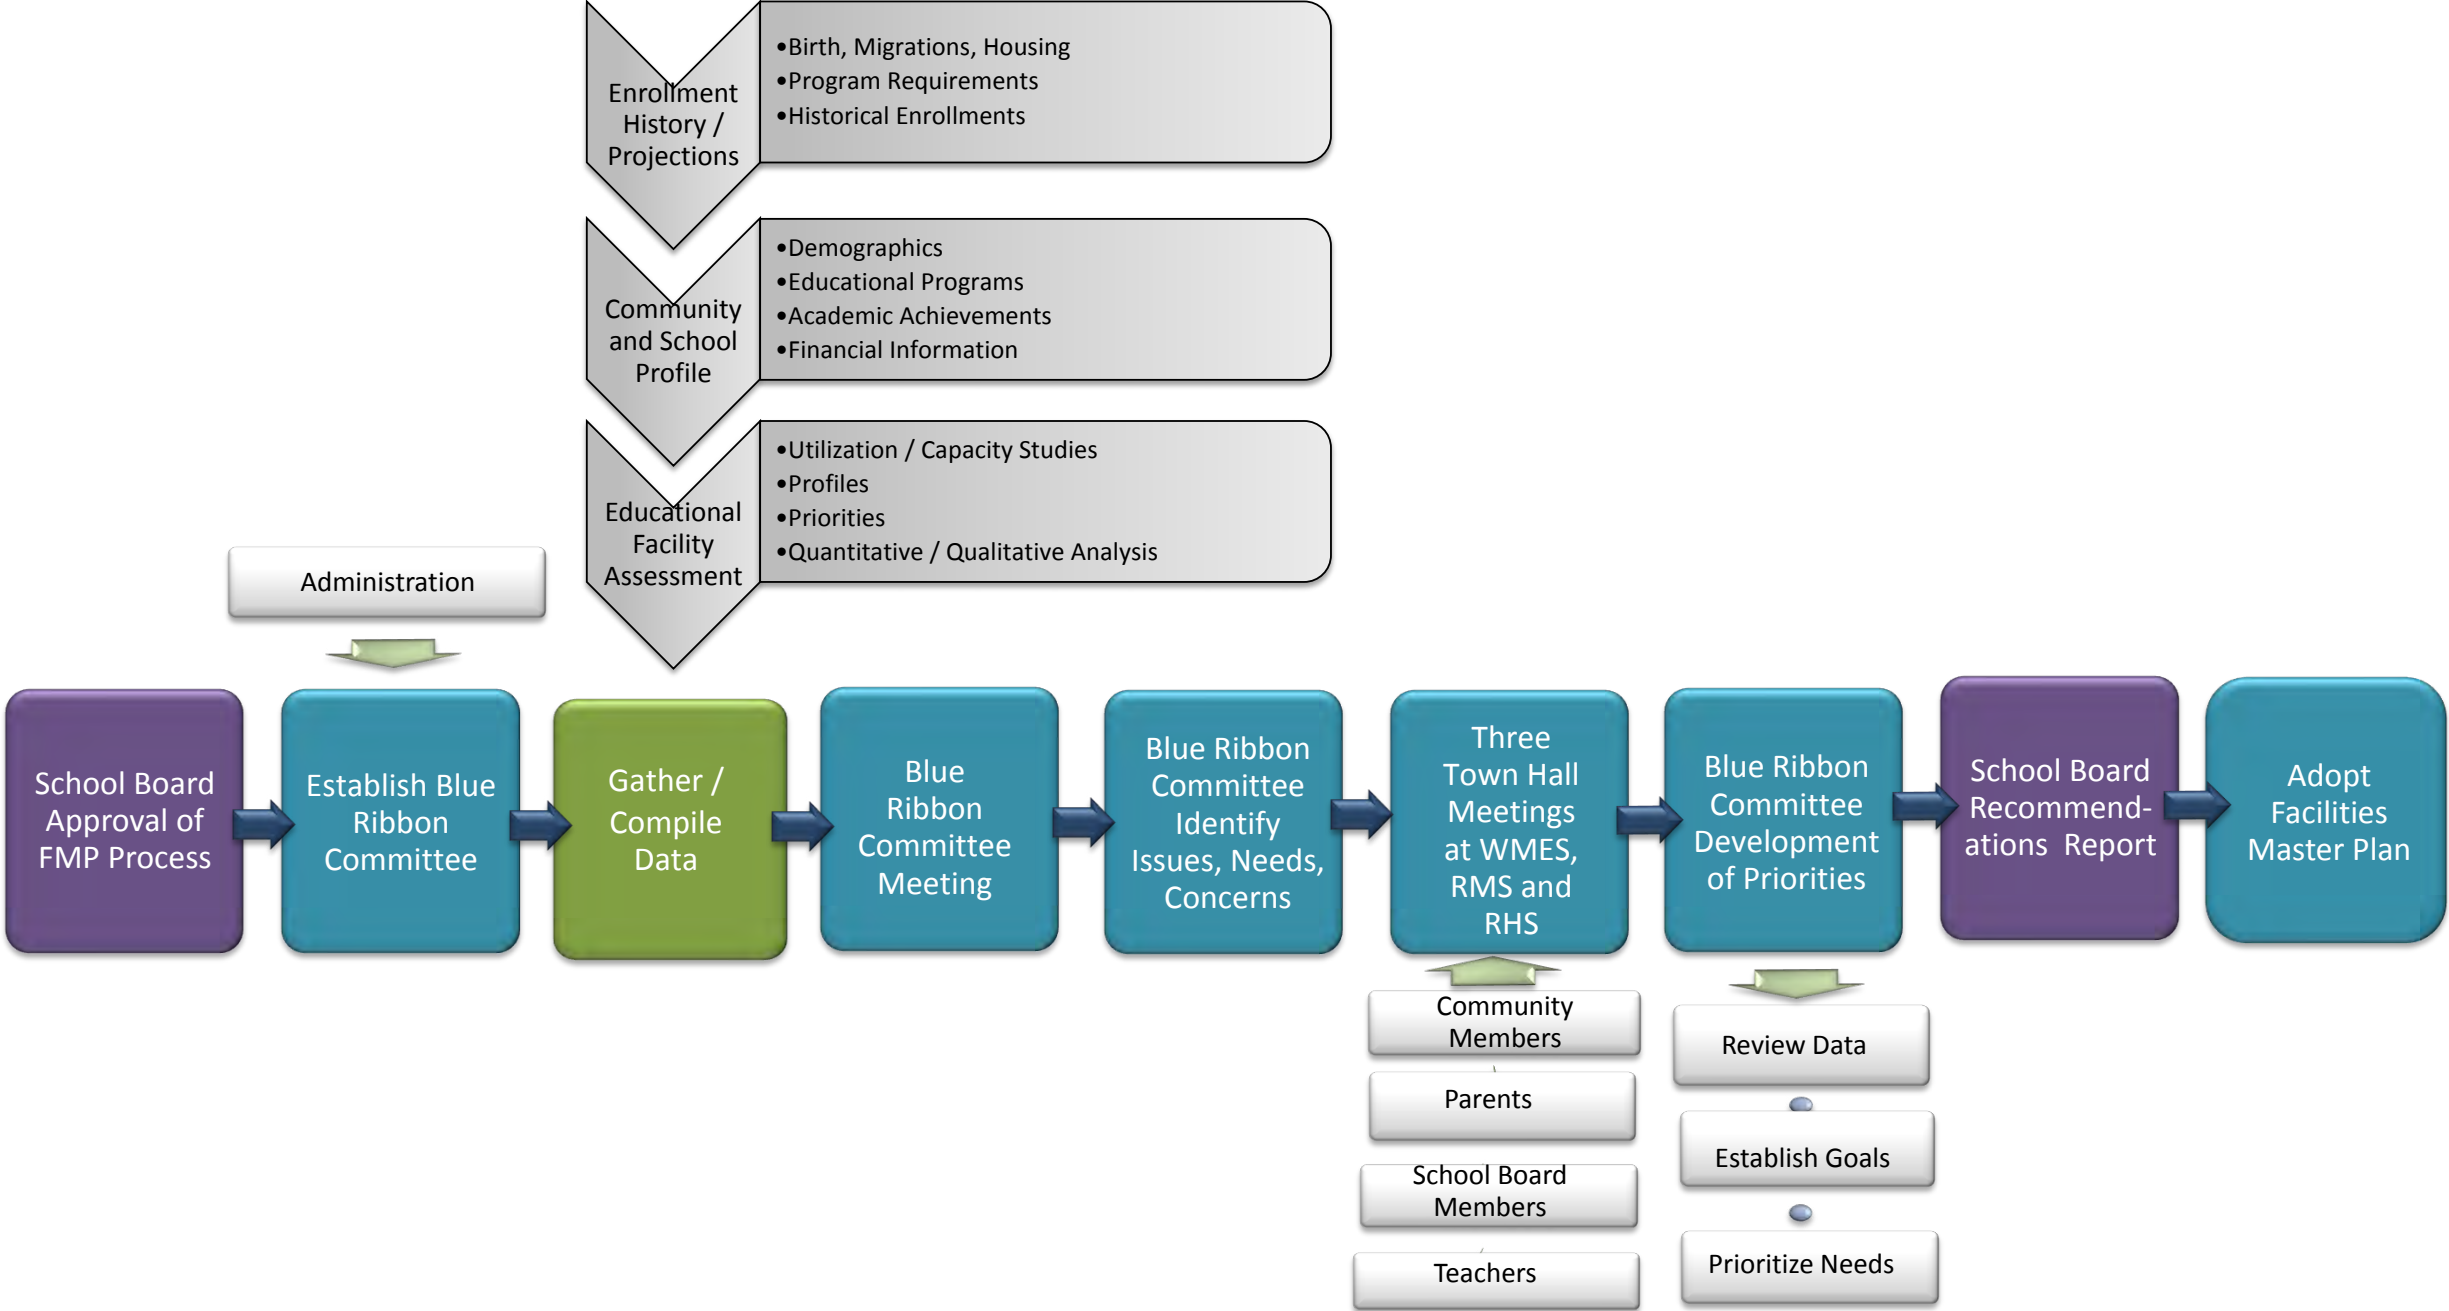 Enrollment
History /
Projections
•Birth, Migrations, Housing
•Program Requirements
•Historical Enrollments
Community
and School
Profile
•Demographics
•Educational Programs
•Academic Achievements
•Financial Information
Educational
Facility
Assessment
•Utilization / Capacity Studies
•Profiles
•Priorities
•Quantitative / Qualitative Analysis
Administration
School Board
Approval of
FMP Process
Establish Blue
Ribbon
Committee
Gather /
Compile
Data
Blue
Ribbon
Committee
Meeting
Blue Ribbon
Committee
Identify
Issues, Needs,
Concerns
Three
Town Hall
Meetings
at WMES,
RMS and
RHS
Blue Ribbon
Committee
Development
of Priorities
School Board
Recommend-
ations Report
Adopt
Facilities
Master Plan
Community
Members
Parents
School Board
Members
Teachers
Review Data
Establish Goals
Prioritize Needs